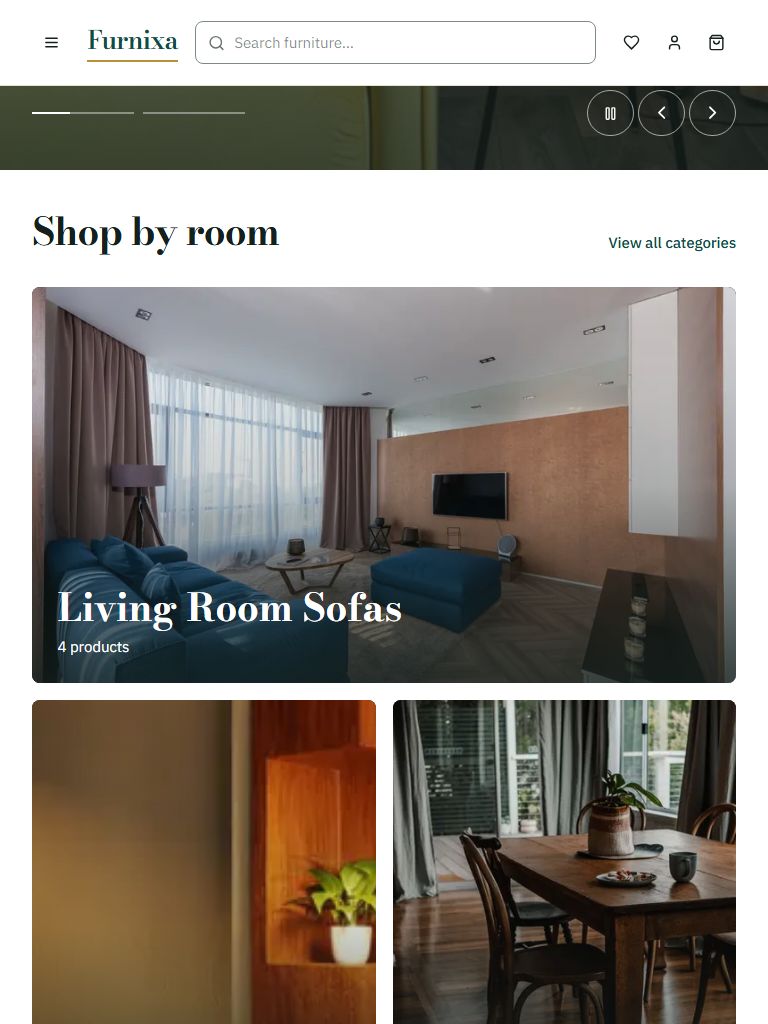 Furnixa
Search furniture...
Shop by room
View all categories
Living Room Sofas
4 products